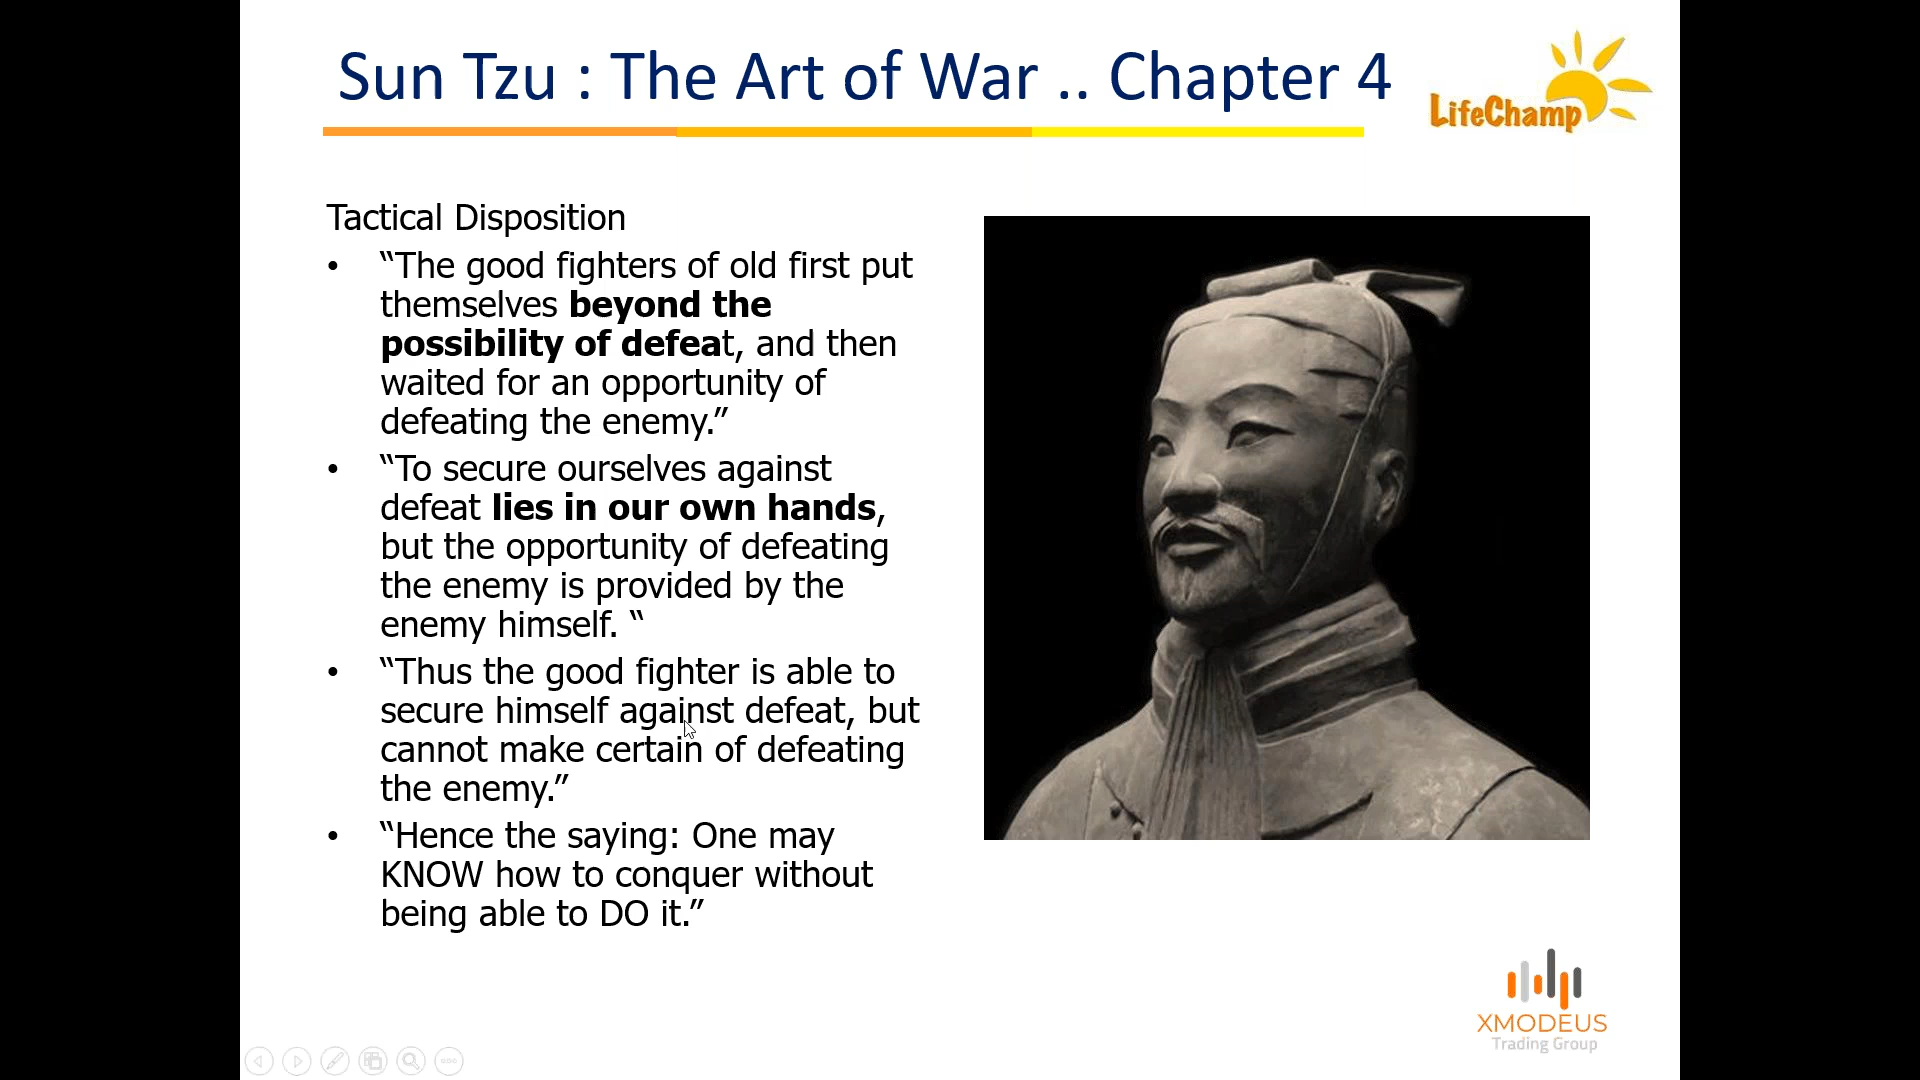 Sun Tzu : The Art of War .. Chapter 4
LifeChamp
Tactical Disposition
• “The good fighters of old first put
themselves beyond the
possibility of defeat, and then
waited for an opportunity of
defeating the enemy.”
• “To secure ourselves against
defeat lies in our own hands,
but the opportunity of defeating
the enemy is provided by the
enemy himself. “
• “Thus the good fighter is able to
secure himself against defeat, but
cannot make certain of defeating
the enemy.”
• “Hence the saying: One may
KNOW how to conquer without
being able to DO it.”
XMODEUS
Trading Group